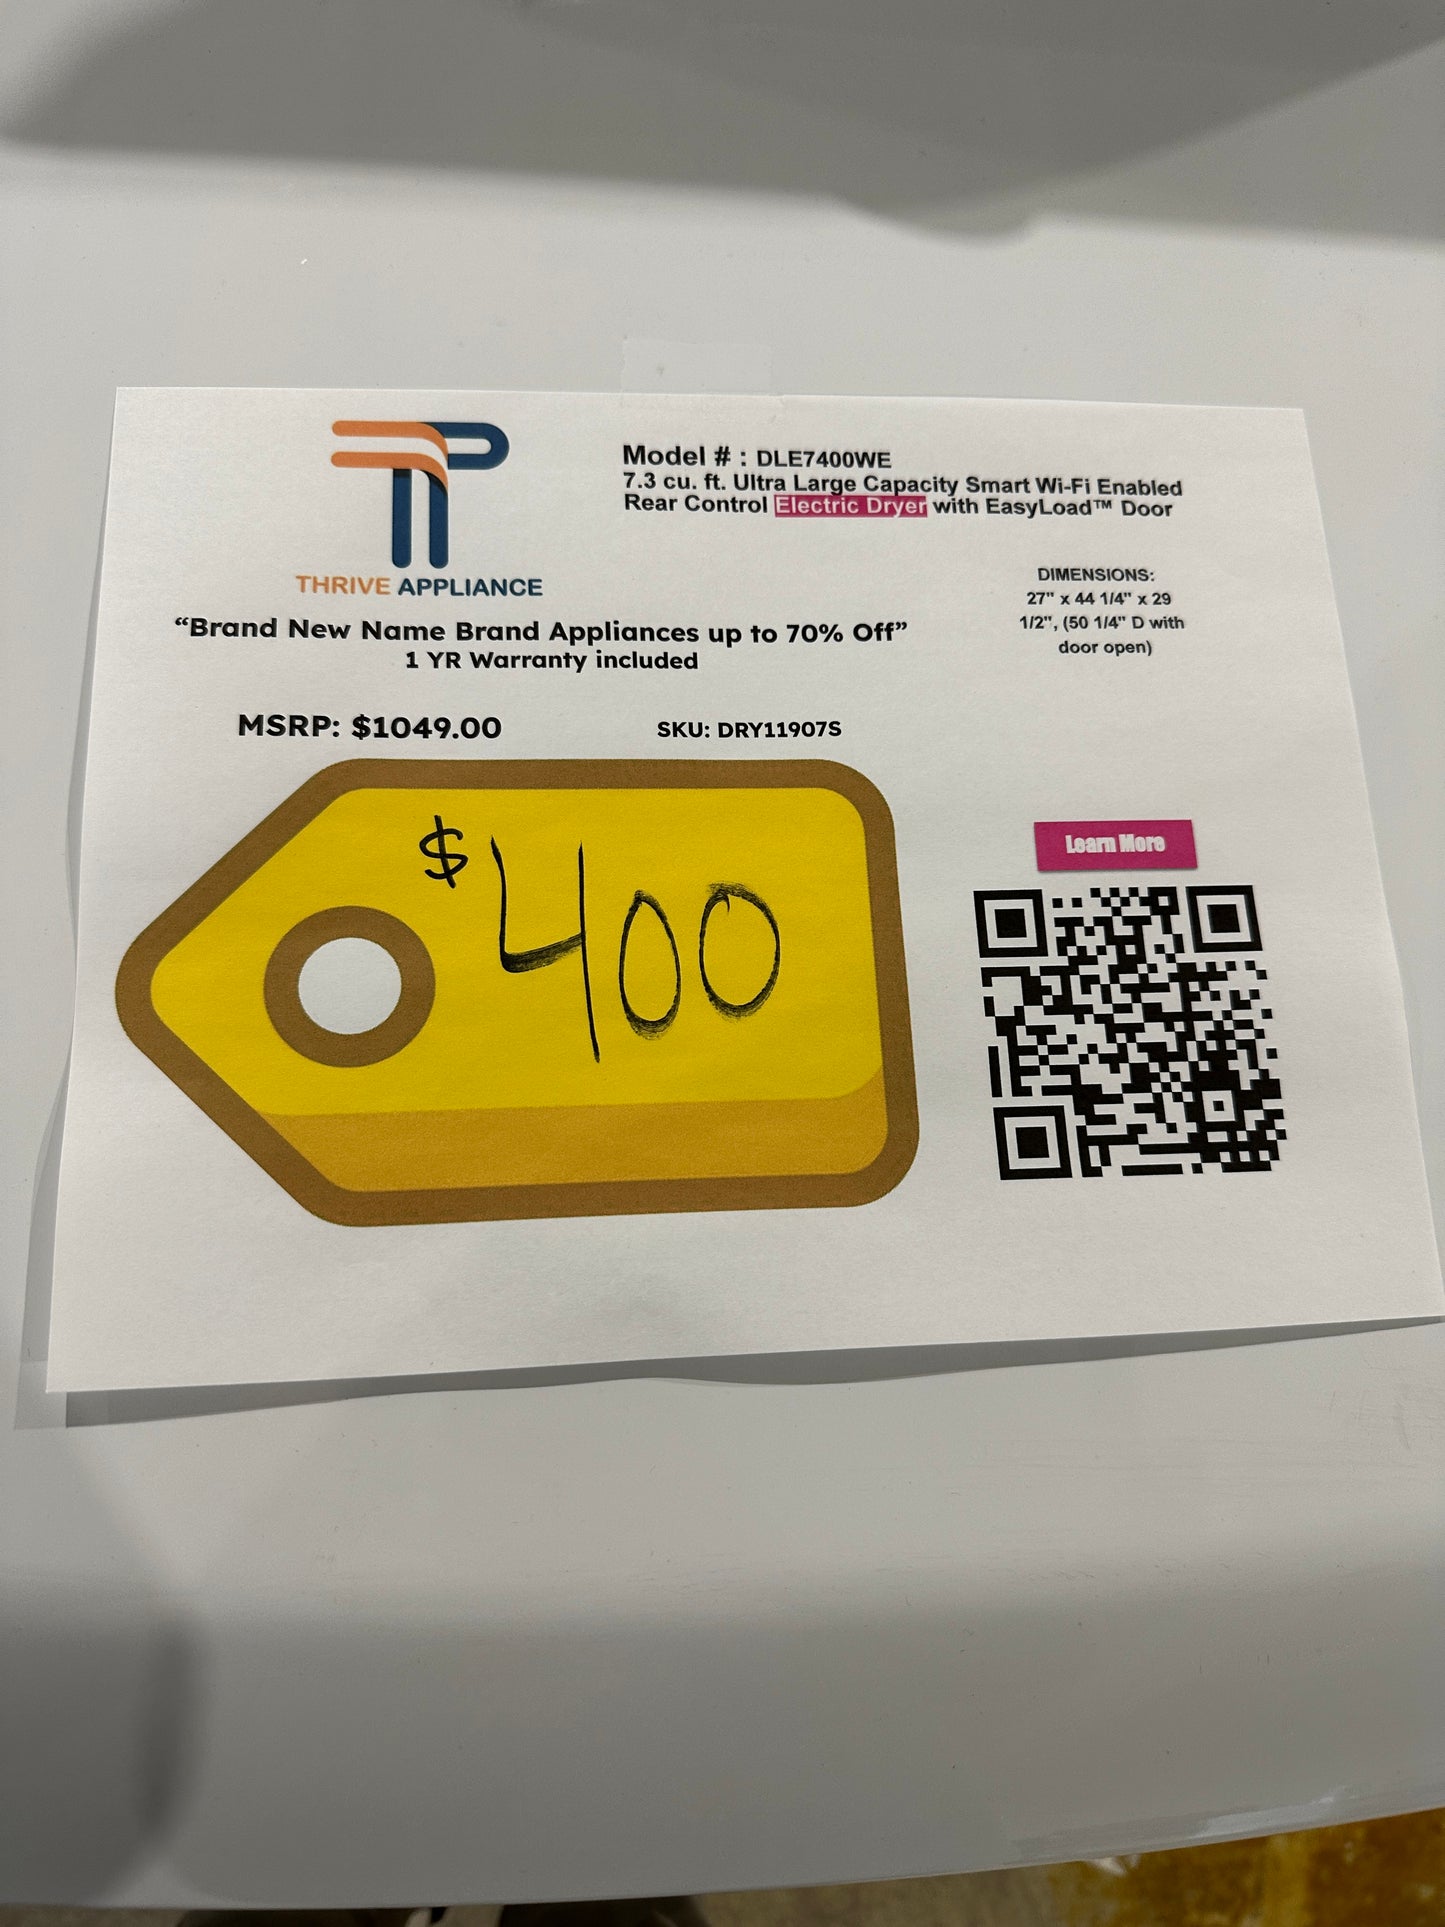 TP
THRIVE APPLIANCE
Model # : DLE7400WE
7.3 cu. ft. Ultra Large Capacity Smart Wi-Fi Enabled
Rear Control Electric Dryer with EasyLoad™ Door
DIMENSIONS:
27" x 44 1/4" x 29
1/2", (50 1/4" D with
door open)
“Brand New Name Brand Appliances up to 70% Off”
1 YR Warranty included
MSRP: $1049.00
SKU: DRY11907S
$400
Learn More